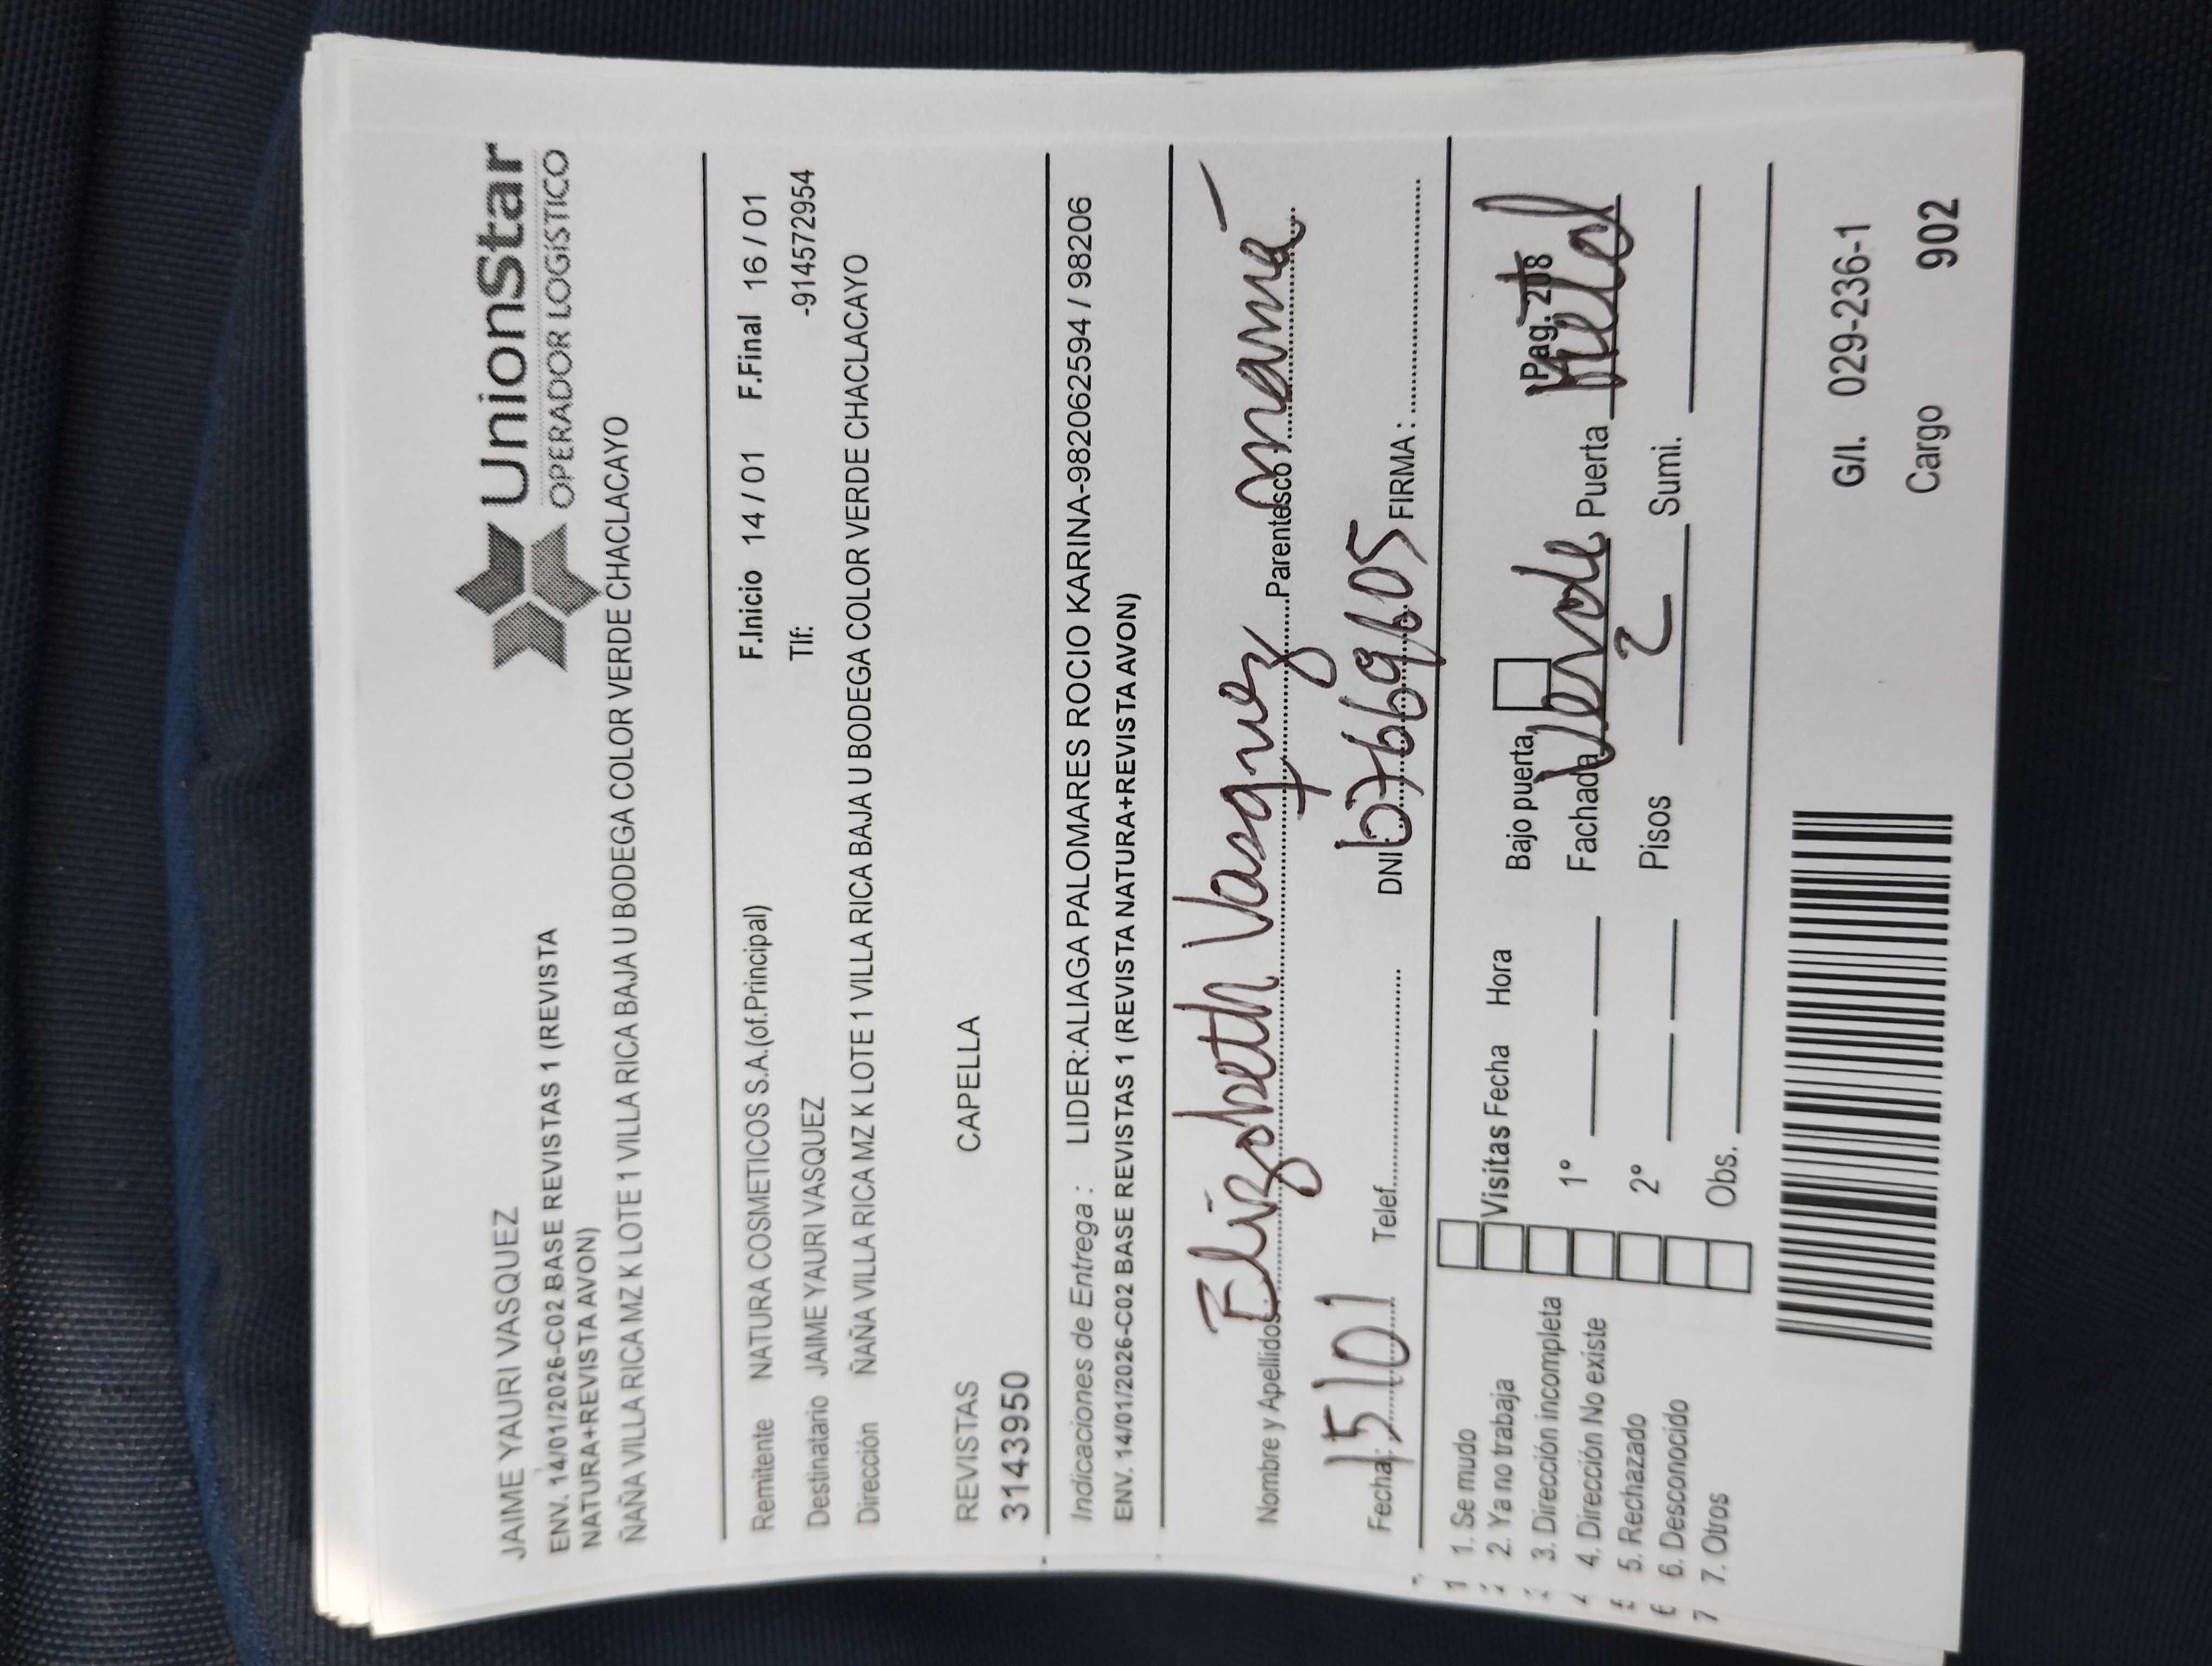 UnionStar
OPERADOR LOGÍSTICO
JAIME YAURI VASQUEZ
ENV. 14/01/2026-C02 BASE REVISTAS 1 (REVISTA
NATURA+REVISTA AVON)
ÑAÑA VILLA RICA MZ K LOTE 1 VILLA RICA BAJA U BODEGA COLOR VERDE CHACLACAYO
Remitente NATURA COSMETICOS S.A.(of.Principal) F.Inicio 14 / 01 F.Final 16 / 01
Destinatario JAIME YAURI VASQUEZ Tlf: -914572954
Dirección ÑAÑA VILLA RICA MZ K LOTE 1 VILLA RICA BAJA U BODEGA COLOR VERDE CHACLACAYO
REVISTAS CAPELLA
3143950
Indicaciones de Entrega : LIDER:ALIAGA PALOMARES ROCIO KARINA-982062594 / 98206
ENV. 14/01/2026-C02 BASE REVISTAS 1 (REVISTA NATURA+REVISTA AVON)
Nombre y Apellidos: Elizabeth Vasquez Parentesco: mamá
Fecha: 15/01 Telef. DNI: 07669605 FIRMA :
1. Se mudo
2. Ya no trabaja
3. Dirección incompleta
4. Dirección No existe
5. Rechazado
6. Desconocido
7. Otros
Visitas Fecha Hora Bajo puerta Pag. 218
1º Fachada Verde Puerta Metal
2º Pisos 2 Sumi.
Obs.
G/I. 029-236-1
Cargo 902